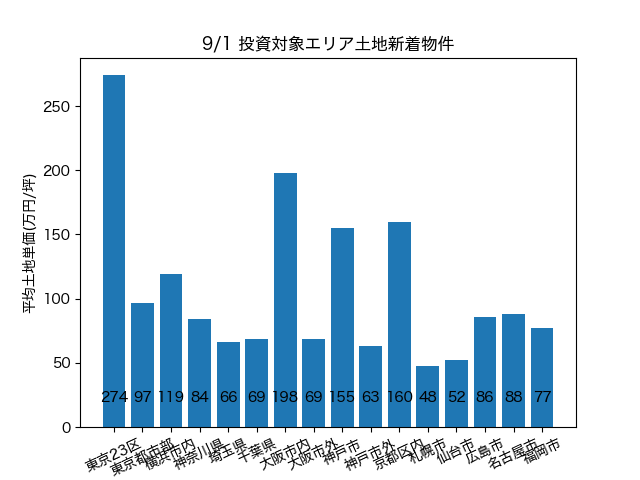 9/1 投資対象エリア土地新着物件
平均土地単価(万円/坪)
250
200
150
100
50
0
274 97 119 84 66 69 198 69 155 63 160 48 52 86 88 77
東京23区
東京都市部
横浜市内
神奈川県
埼玉県
千葉県
大阪市内
大阪市外
神戸市
神戸市外
京都区内
札幌市
仙台市
広島市
名古屋市
福岡市